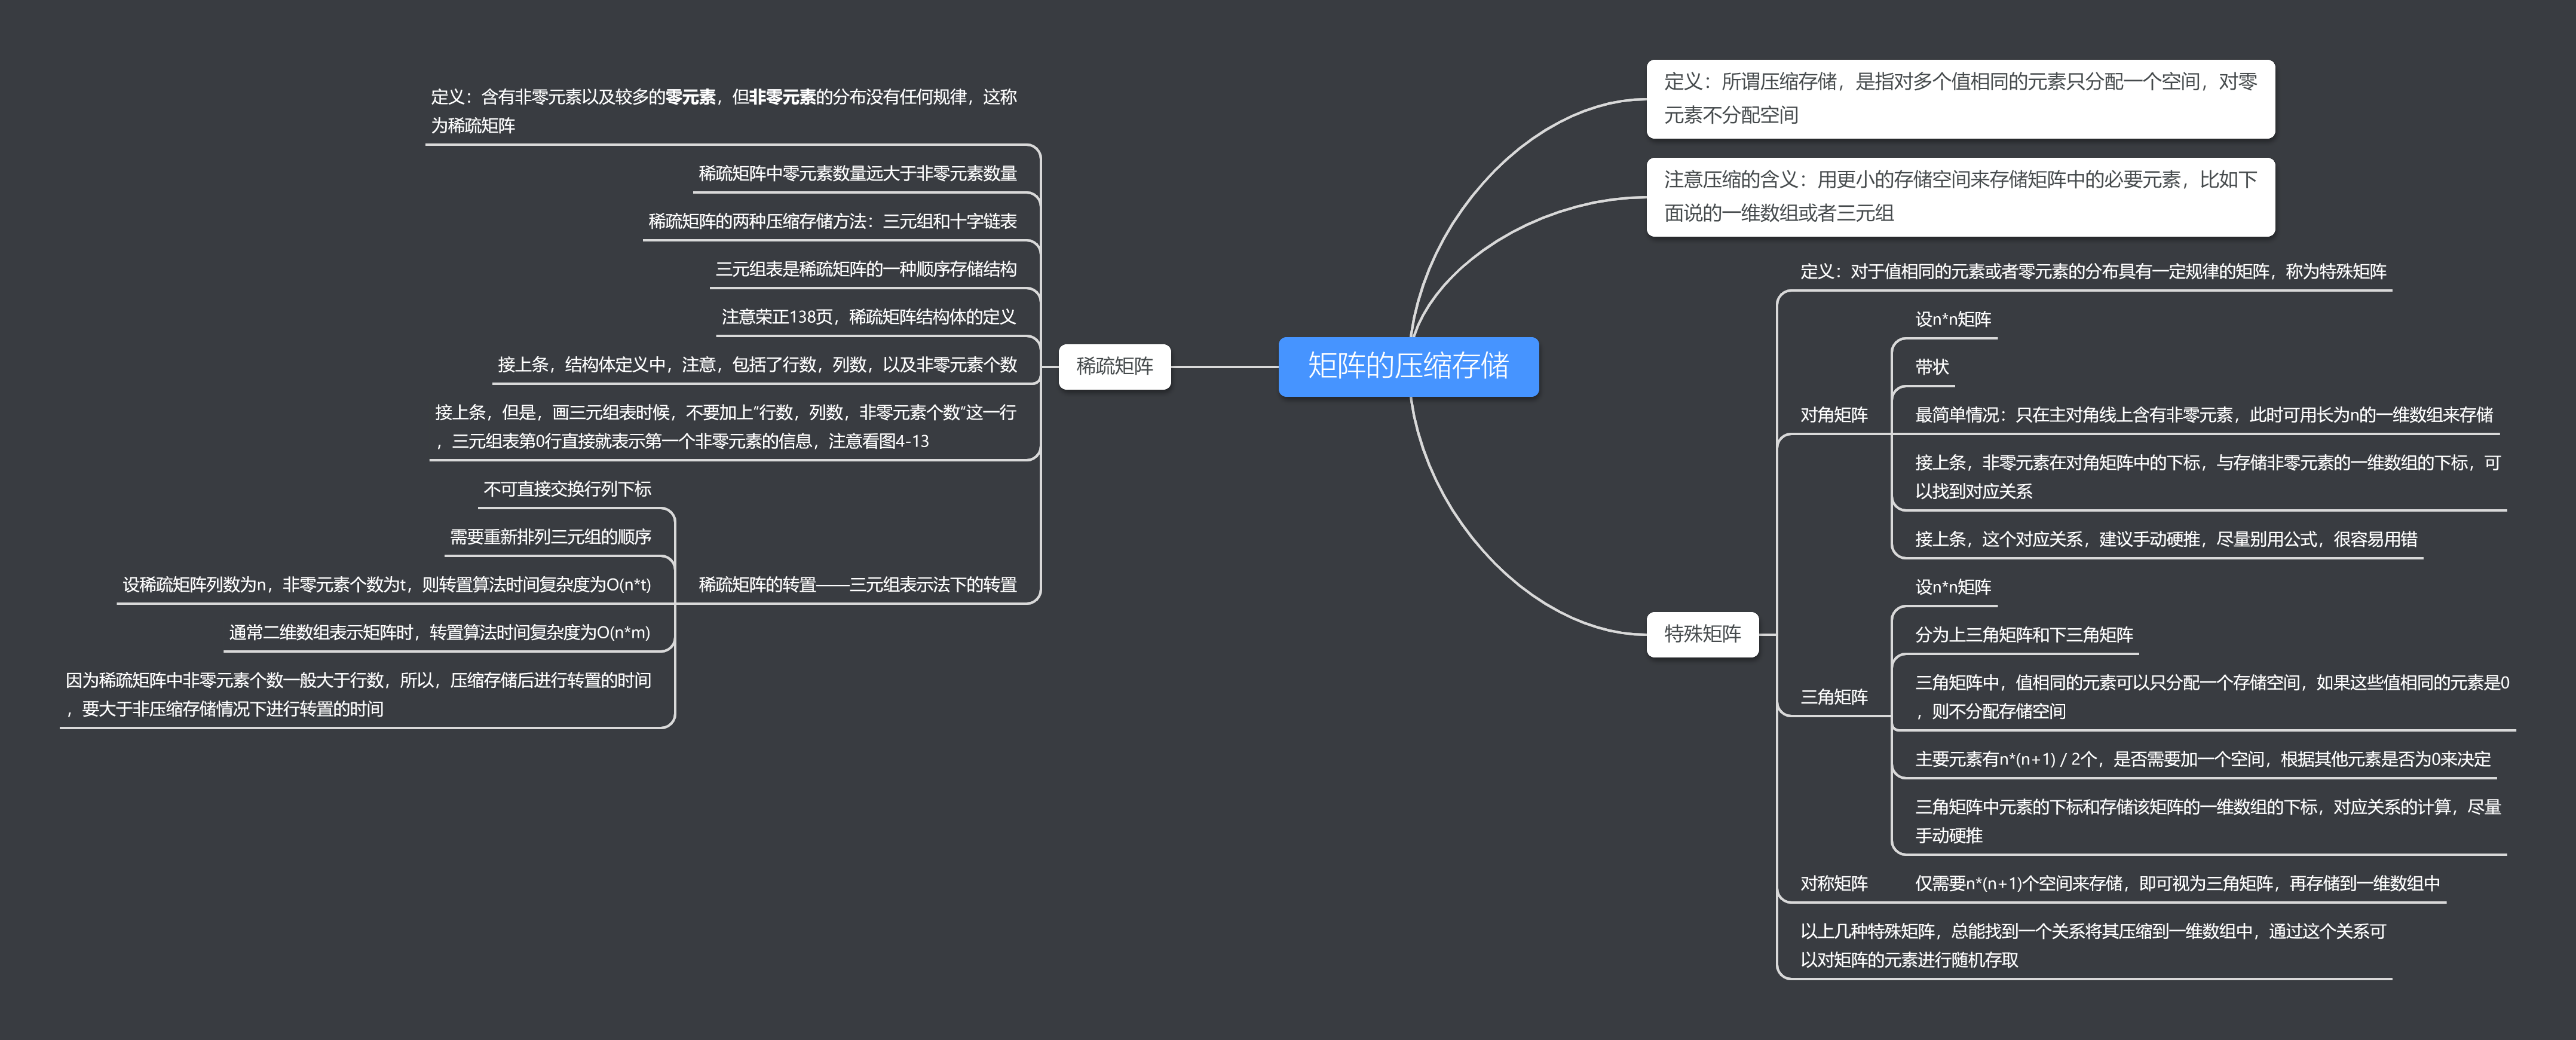 矩阵的压缩存储
定义：所谓压缩存储，是指对多个值相同的元素只分配一个空间，对零
元素不分配空间
注意压缩的含义：用更小的存储空间来存储矩阵中的必要元素，比如下
面说的一维数组或者三元组
特殊矩阵
定义：对于值相同的元素或者零元素的分布具有一定规律的矩阵，称为特殊矩阵
对角矩阵
设n*n矩阵
带状
最简单情况：只在主对角线上含有非零元素，此时可用长为n的一维数组来存储
接上条，非零元素在对角矩阵中的下标，与存储非零元素的一维数组的下标，可
以找到对应关系
接上条，这个对应关系，建议手动硬推，尽量别用公式，很容易用错
三角矩阵
设n*n矩阵
分为上三角矩阵和下三角矩阵
三角矩阵中，值相同的元素可以只分配一个存储空间，如果这些值相同的元素是0
，则不分配存储空间
主要元素有n*(n+1) / 2个，是否需要加一个空间，根据其他元素是否为0来决定
三角矩阵中元素的下标和存储该矩阵的一维数组的下标，对应关系的计算，尽量
手动硬推
对称矩阵
仅需要n*(n+1)个空间来存储，即可视为三角矩阵，再存储到一维数组中
以上几种特殊矩阵，总能找到一个关系将其压缩到一维数组中，通过这个关系可
以对矩阵的元素进行随机存取
稀疏矩阵
定义：含有非零元素以及较多的零元素，但非零元素的分布没有任何规律，这称
为稀疏矩阵
稀疏矩阵中零元素数量远大于非零元素数量
稀疏矩阵的两种压缩存储方法：三元组和十字链表
三元组表是稀疏矩阵的一种顺序存储结构
注意荣正138页，稀疏矩阵结构体的定义
接上条，结构体定义中，注意，包括了行数，列数，以及非零元素个数
接上条，但是，画三元组表时候，不要加上"行数，列数，非零元素个数"这一行
，三元组表第0行直接就表示第一个非零元素的信息，注意看图4-13
稀疏矩阵的转置——三元组表示法下的转置
不可直接交换行列下标
需要重新排列三元组的顺序
设稀疏矩阵列数为n，非零元素个数为t，则转置算法时间复杂度为O(n*t)
通常二维数组表示矩阵时，转置算法时间复杂度为O(n*m)
因为稀疏矩阵中非零元素个数一般大于行数，所以，压缩存储后进行转置的时间
，要大于非压缩存储情况下进行转置的时间